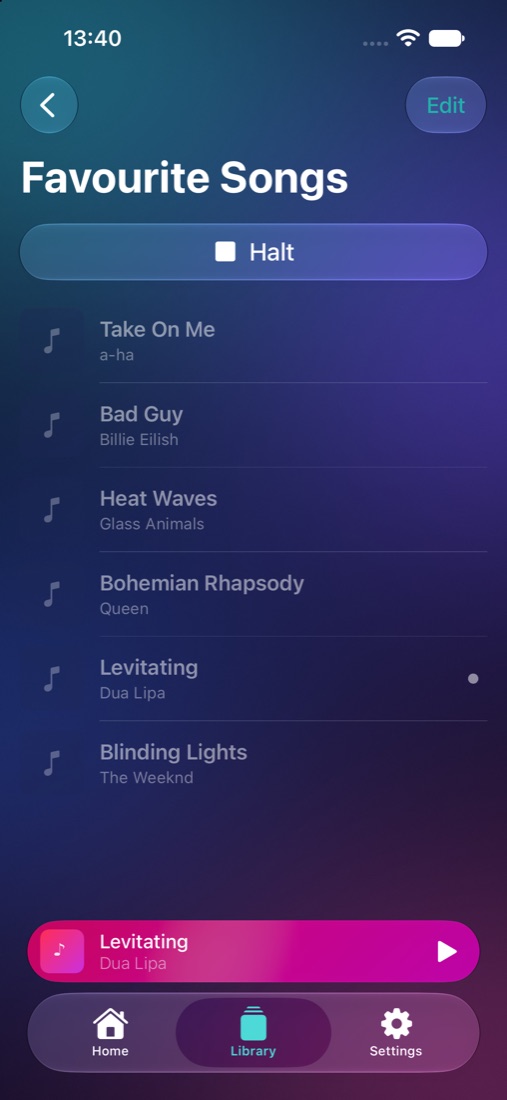 13:40
Edit
Favourite Songs
Halt
Take On Me
a-ha
Bad Guy
Billie Eilish
Heat Waves
Glass Animals
Bohemian Rhapsody
Queen
Levitating
Dua Lipa
Blinding Lights
The Weeknd
Levitating
Dua Lipa
Home
Library
Settings